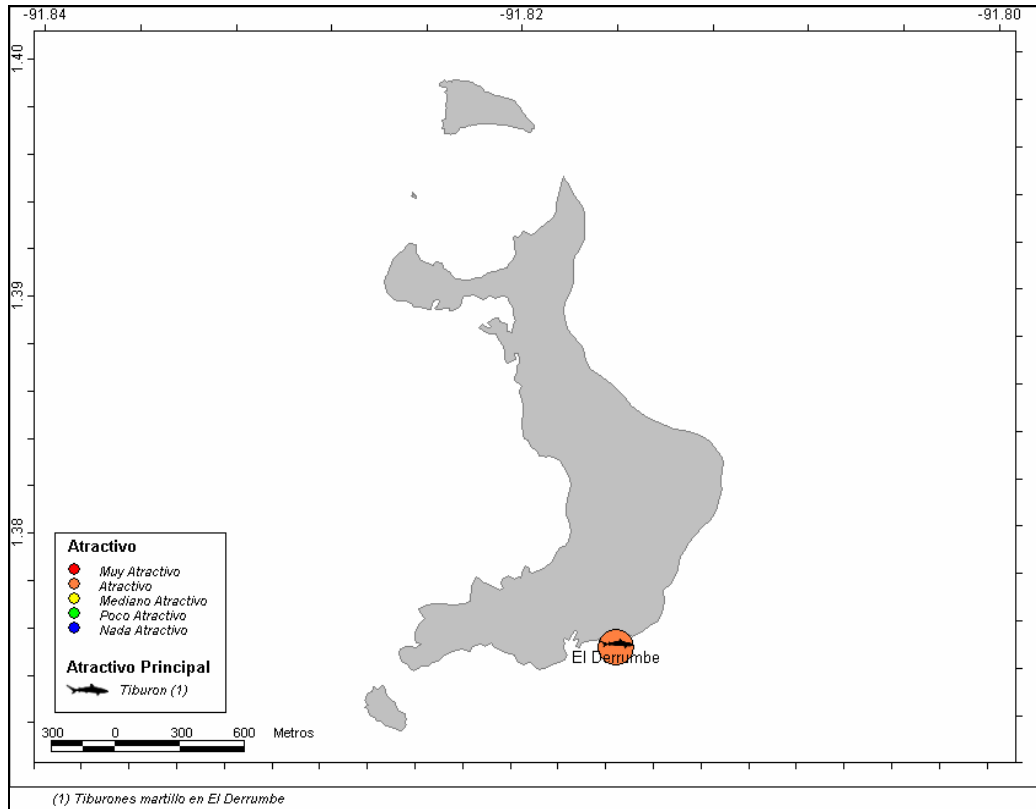 -91.84 -91.82 -91.80
1.40
1.39
1.38
El Derrumbe
Atractivo
Muy Atractivo
Atractivo
Mediano Atractivo
Poco Atractivo
Nada Atractivo
Atractivo Principal
Tiburon (1)
300 0 300 600 Metros
(1) Tiburones martillo en El Derrumbe